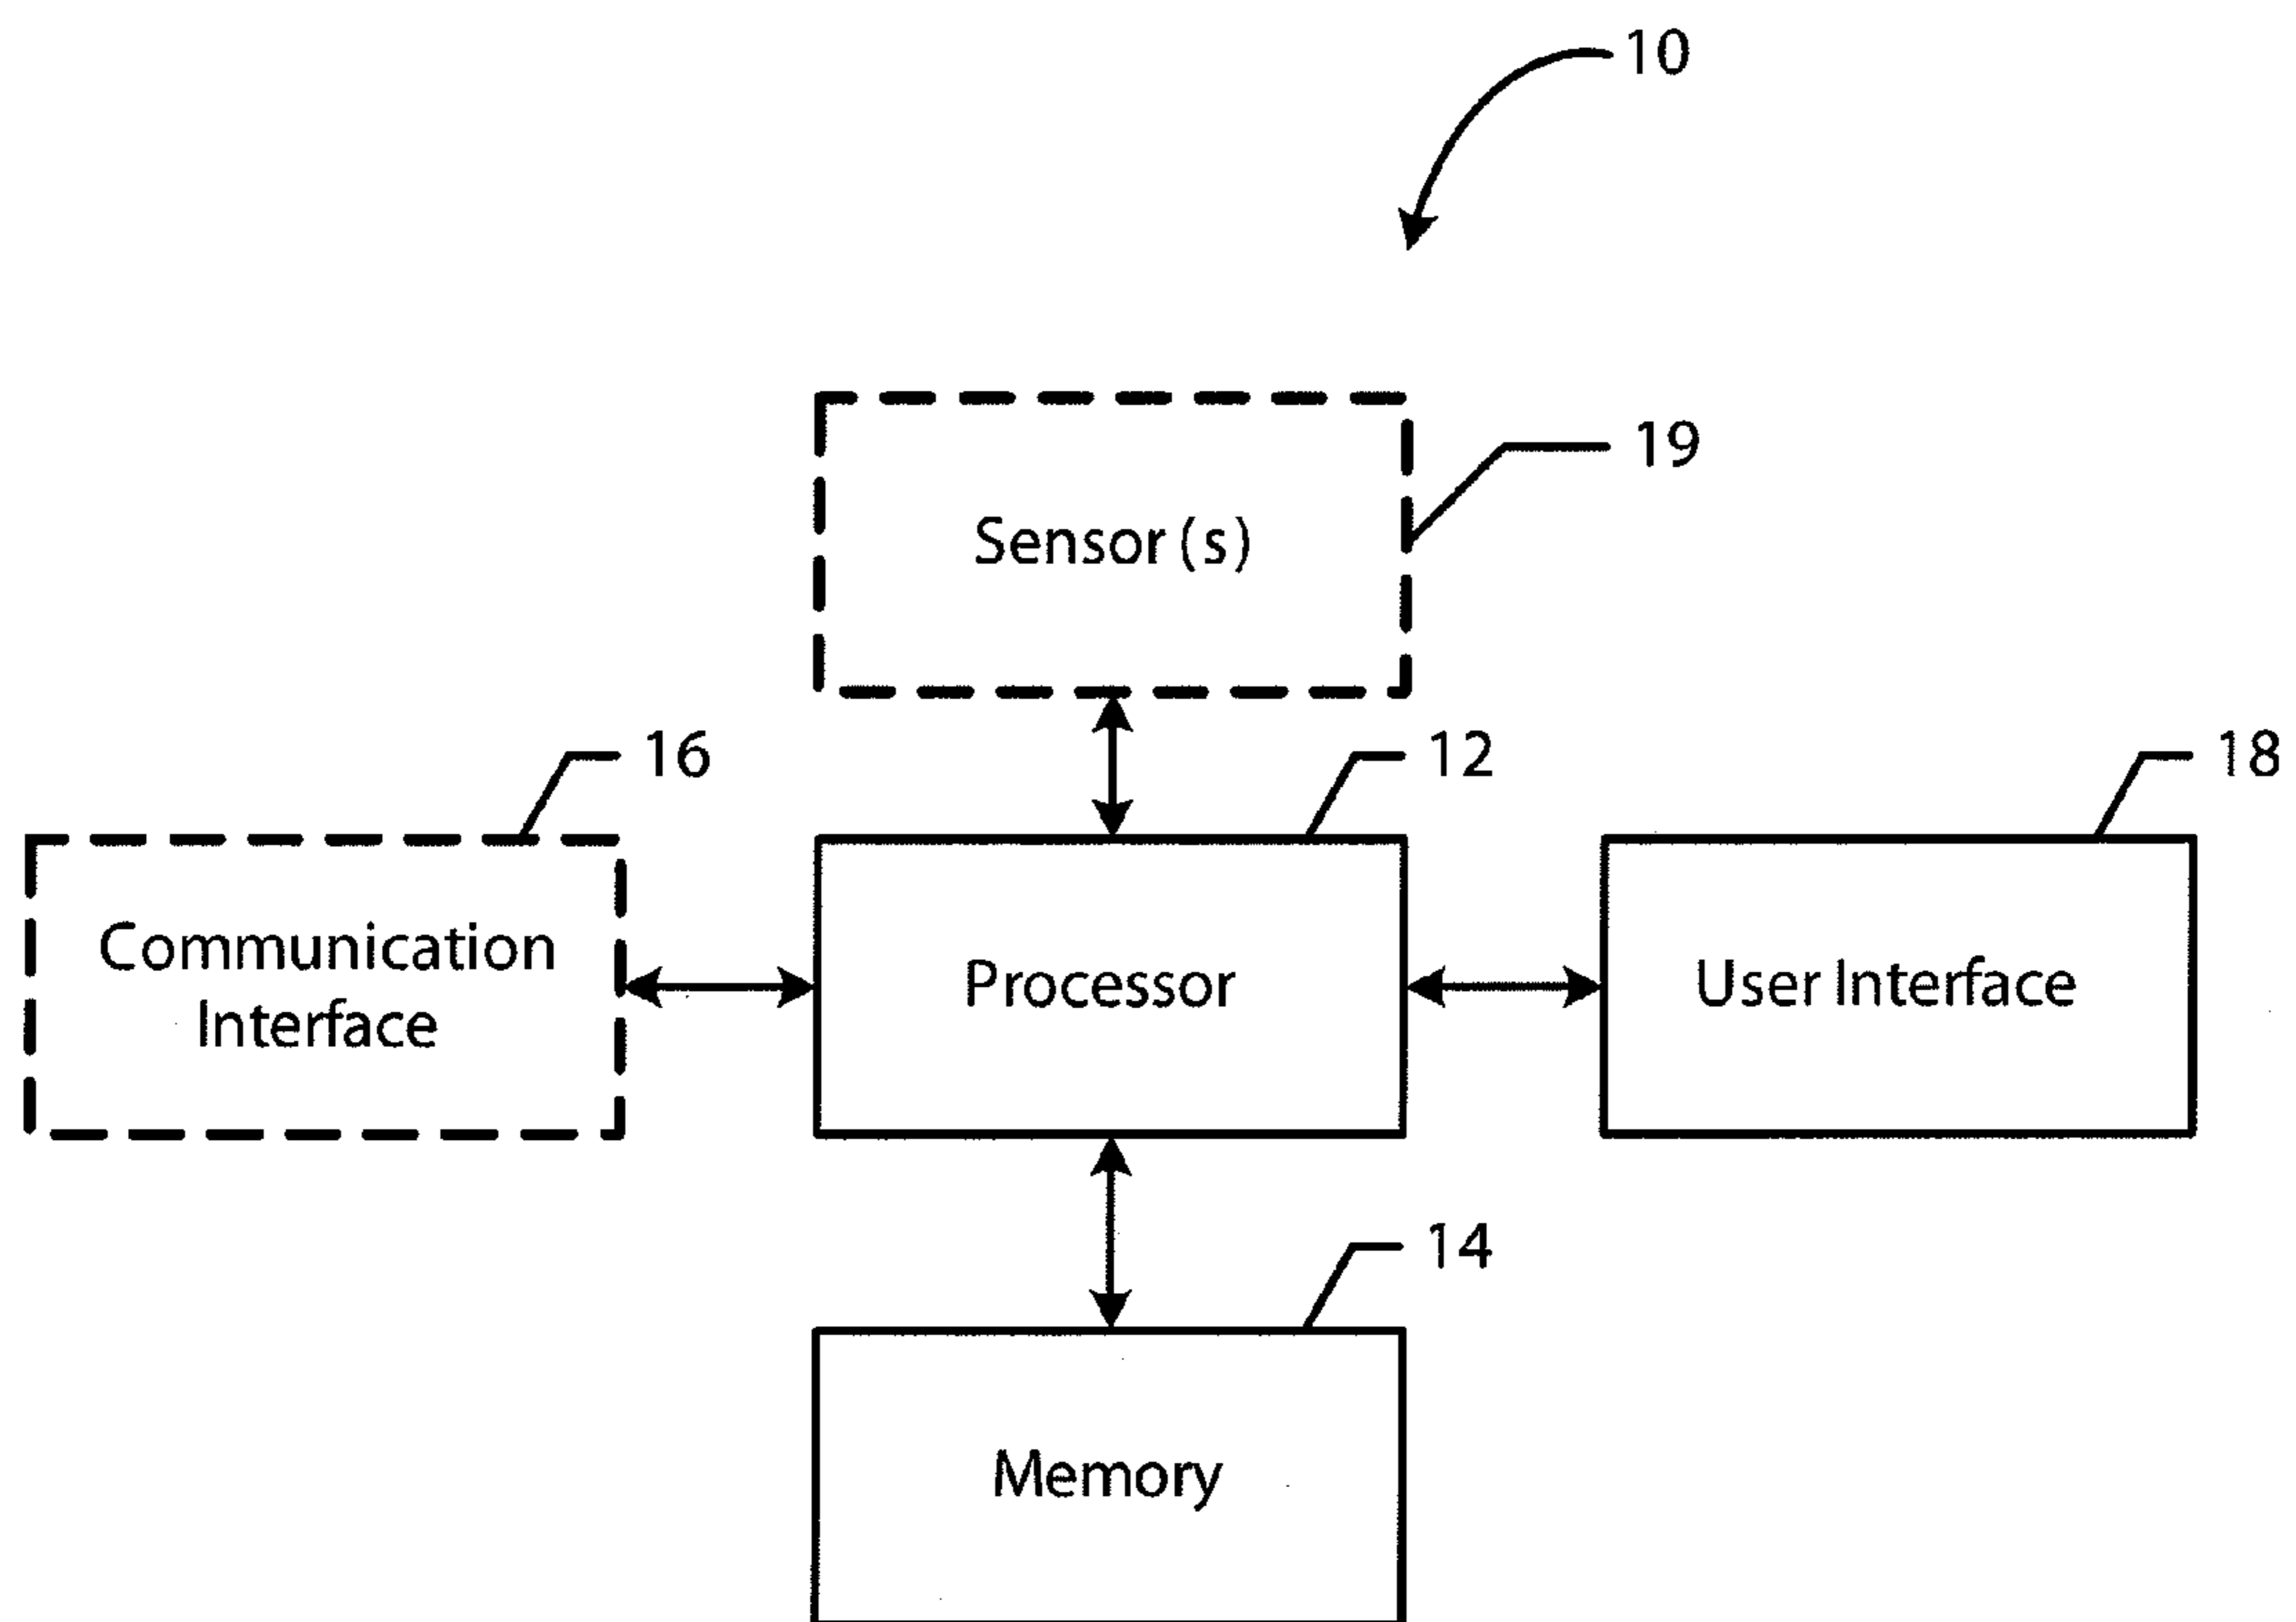 10
19
Sensor (s)
16
12
18
Communication
Interface
Processor
User Interface
14
Memory